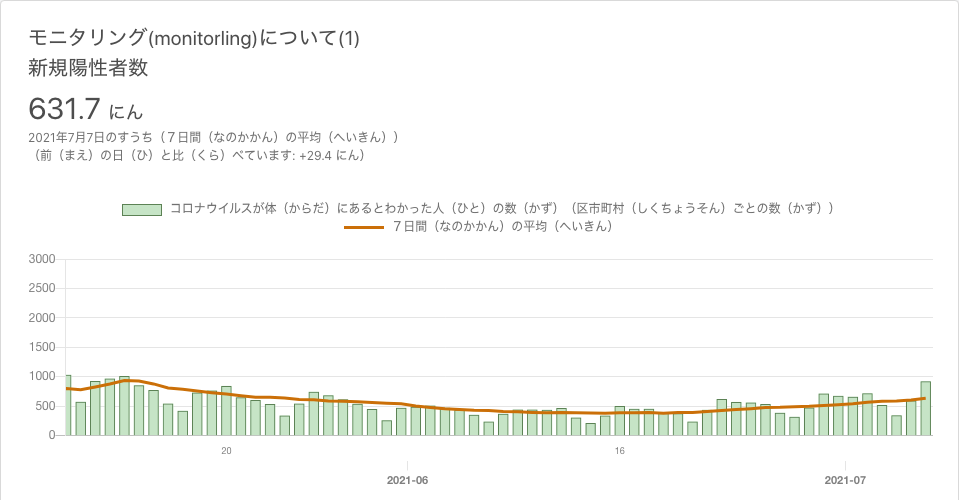 モニタリング(monitorling)について(1)
新規陽性者数
631.7 にん
2021年7月7日のすうち（７日間（なのかかん）の平均（へいきん））
（前（まえ）の日（ひ）と比（くら）べています: +29.4 にん）
コロナウイルスが体（からだ）にあるとわかった人（ひと）の数（かず）（区市町村（しくちょうそん）ごとの数（かず））
７日間（なのかかん）の平均（へいきん）
3000
2500
2000
1500
1000
500
0
20 16
2021-06 2021-07